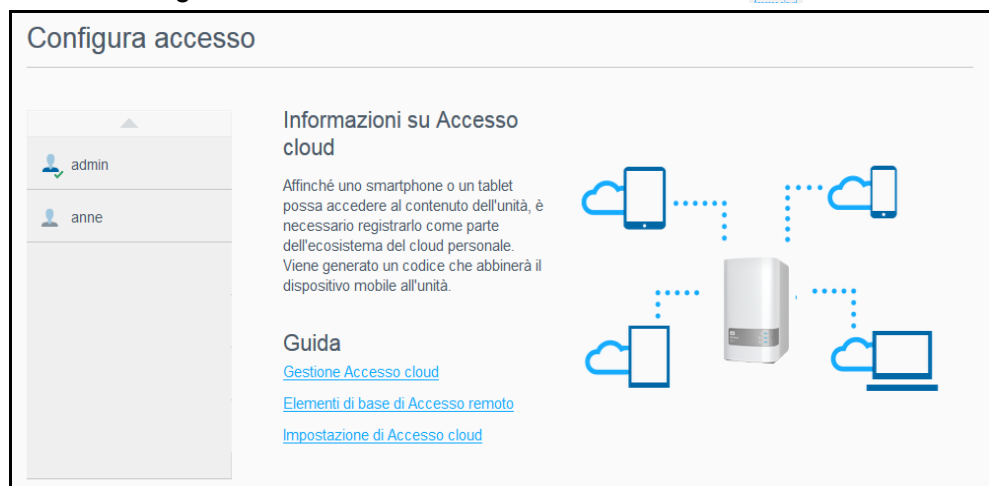 Configura accesso
admin
anne
Informazioni su Accesso
cloud
Affinché uno smartphone o un tablet
possa accedere al contenuto dell'unità, è
necessario registrarlo come parte
dell'ecosistema del cloud personale.
Viene generato un codice che abbinerà il
dispositivo mobile all'unità.
Guida
Gestione Accesso cloud
Elementi di base di Accesso remoto
Impostazione di Accesso cloud